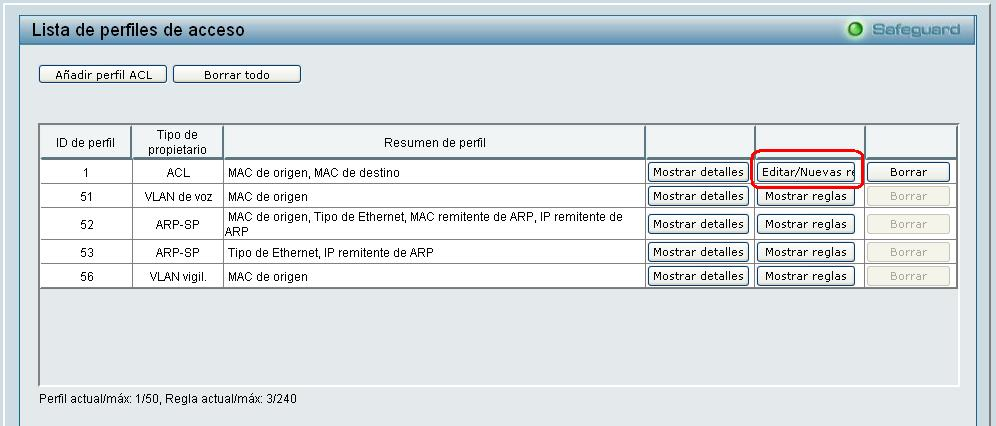 Lista de perfiles de acceso
Safeguard
Añadir perfil ACL
Borrar todo
ID de perfil
Tipo de propietario
Resumen de perfil
1
ACL
MAC de origen, MAC de destino
Mostrar detalles
Editar/Nuevas re
Borrar
51
VLAN de voz
MAC de origen
Mostrar detalles
Mostrar reglas
Borrar
52
ARP-SP
MAC de origen, Tipo de Ethernet, MAC remitente de ARP, IP remitente de ARP
Mostrar detalles
Mostrar reglas
Borrar
53
ARP-SP
Tipo de Ethernet, IP remitente de ARP
Mostrar detalles
Mostrar reglas
Borrar
56
VLAN vigil.
MAC de origen
Mostrar detalles
Mostrar reglas
Borrar
Perfil actual/máx: 1/50, Regla actual/máx: 3/240